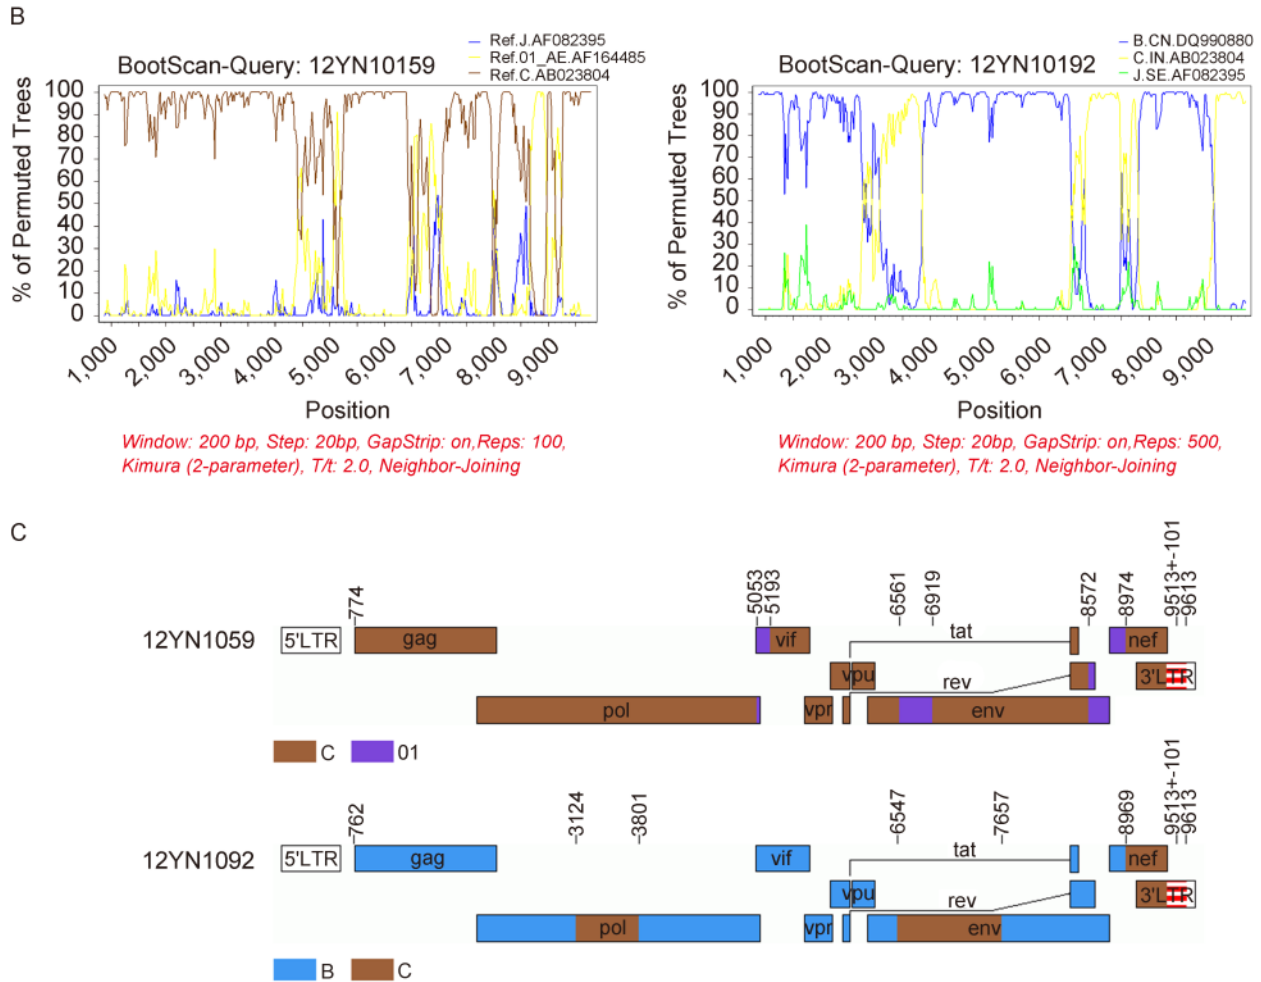 B
BootScan-Query: 12YN10159
Ref.J.AF082395
Ref.01_AE.AF164485
Ref.C.AB023804
% of Permuted Trees
100
90
80
70
60
50
40
30
20
10
0
1,000 2,000 3,000 4,000 5,000 6,000 7,000 8,000 9,000
Position
Window: 200 bp, Step: 20bp, GapStrip: on,Reps: 100,
Kimura (2-parameter), T/t: 2.0, Neighbor-Joining
BootScan-Query: 12YN10192
B.CN.DQ990880
C.IN.AB023804
J.SE.AF082395
% of Permuted Trees
100
90
80
70
60
50
40
30
20
10
0
1,000 2,000 3,000 4,000 5,000 6,000 7,000 8,000 9,000
Position
Window: 200 bp, Step: 20bp, GapStrip: on,Reps: 500,
Kimura (2-parameter), T/t: 2.0, Neighbor-Joining
C
774 5053 5193 6561 6919 8572 8974 9513+-101 9613
12YN1059 5'LTR gag vif tat nef
vpu rev 3'LTR
pol vpr env
C 01
762 3124 3801 6547 7657 8969 9513+-101 9613
12YN1092 5'LTR gag vif tat nef
vpu rev 3'LTR
pol vpr env
B C